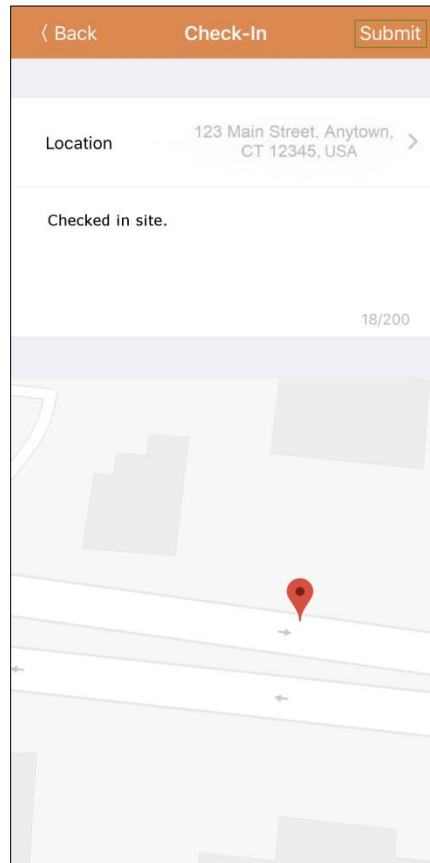 〈 Back Check-In Submit
Location
123 Main Street, Anytown,
CT 12345, USA
Checked in site.
18/200